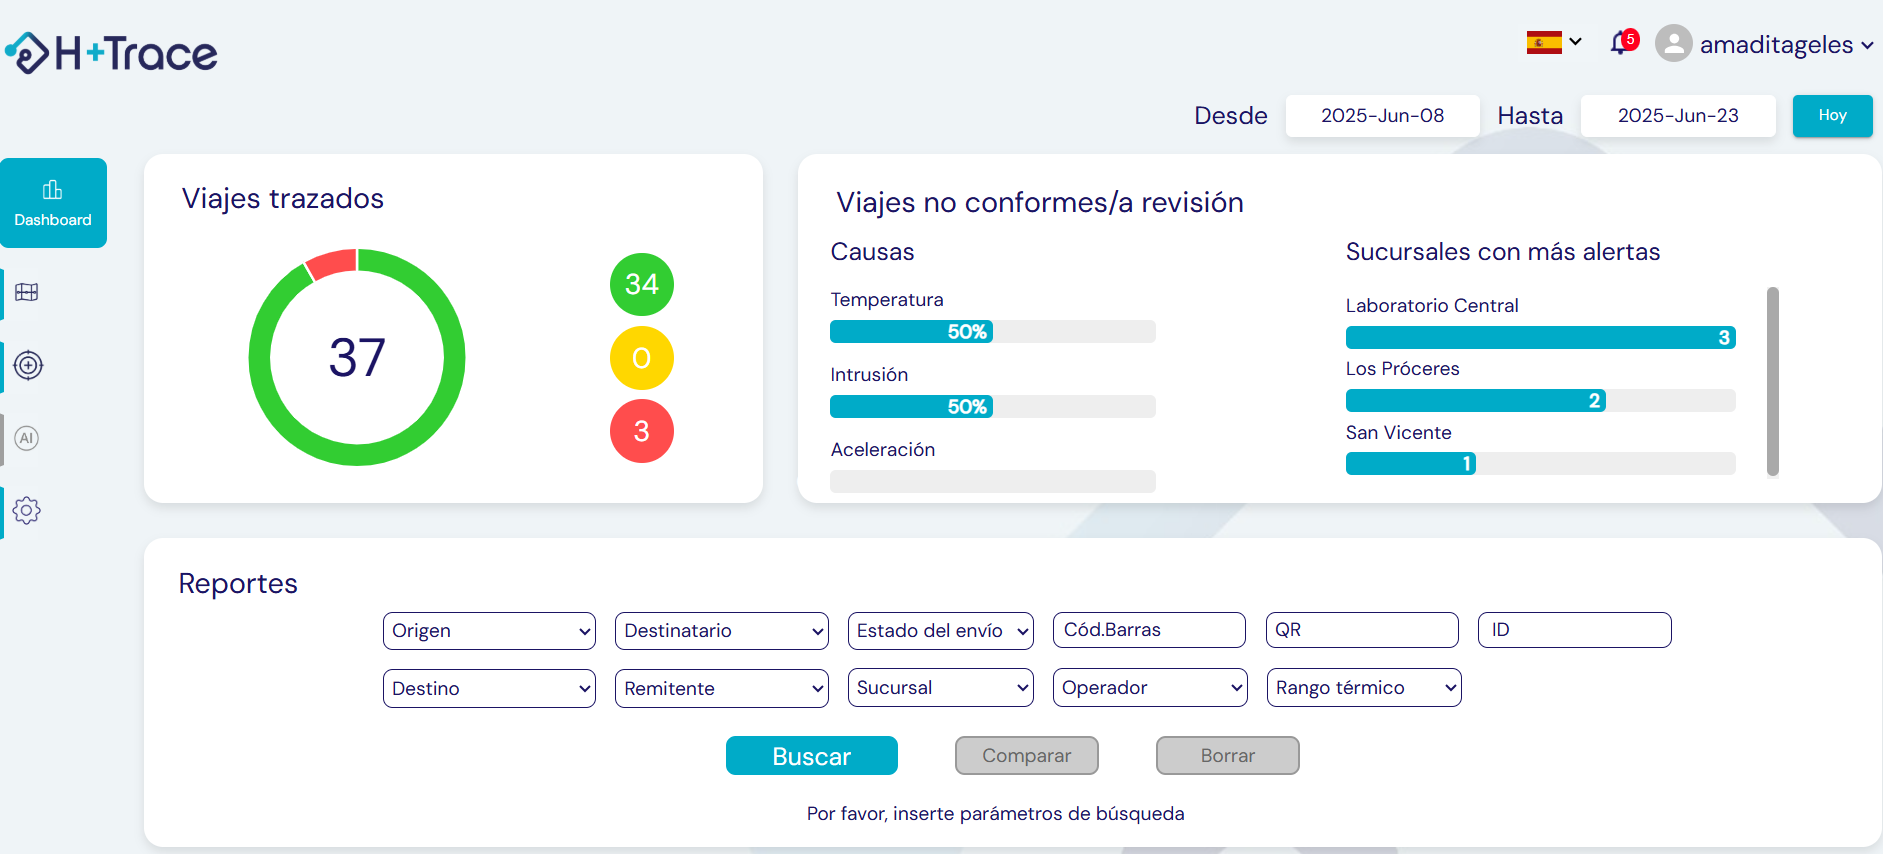 H+Trace
5
amaditageles
Desde
2025-Jun-08
Hasta
2025-Jun-23
Hoy
Dashboard
AI
Viajes trazados
37
34
0
3
Viajes no conformes/a revisión
Causas
Temperatura
50%
Intrusión
50%
Aceleración
Sucursales con más alertas
Laboratorio Central
3
Los Próceres
2
San Vicente
1
Reportes
Origen
Destinatario
Estado del envío
Cód.Barras
QR
ID
Destino
Remitente
Sucursal
Operador
Rango térmico
Buscar
Comparar
Borrar
Por favor, inserte parámetros de búsqueda